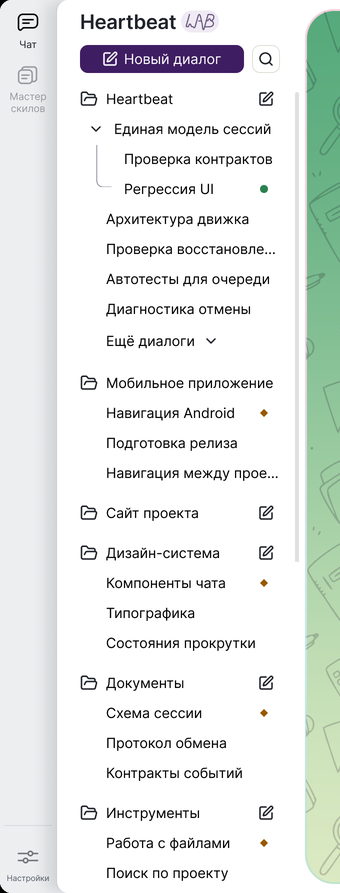 Heartbeat LAB
Чат
Новый диалог
Мастер
скилов
Heartbeat
Единая модель сессий
Проверка контрактов
Регрессия UI
Архитектура движка
Проверка восстановле...
Автотесты для очереди
Диагностика отмены
Ещё диалоги
Мобильное приложение
Навигация Android
Подготовка релиза
Навигация между прое...
Сайт проекта
Дизайн-система
Компоненты чата
Типографика
Состояния прокрутки
Документы
Схема сессии
Протокол обмена
Контракты событий
Инструменты
Работа с файлами
Поиск по проекту
Настройки